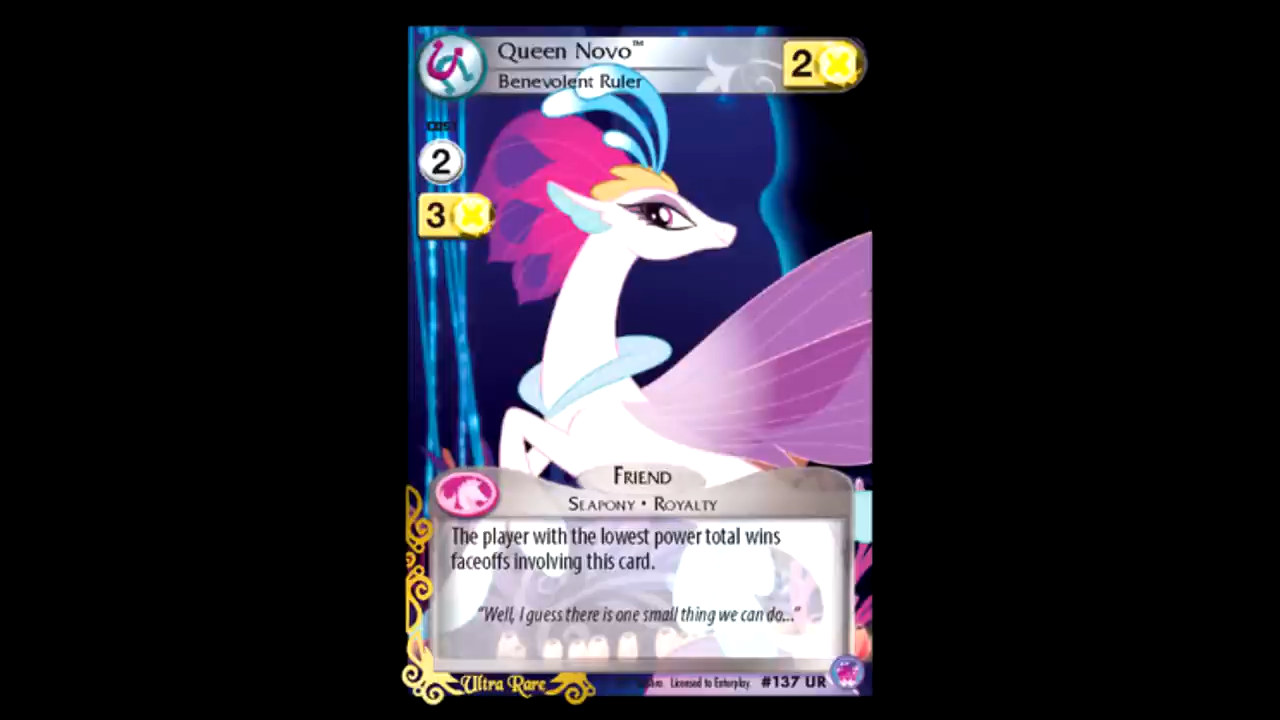 Queen Novo™
Benevolent Ruler
2
COST
2
3
Friend
Seapony • Royalty
The player with the lowest power total wins
faceoffs involving this card.
“Well, I guess there is one small thing we can do...”
Ultra Rare
Licensed to Enterplay.
#137 UR